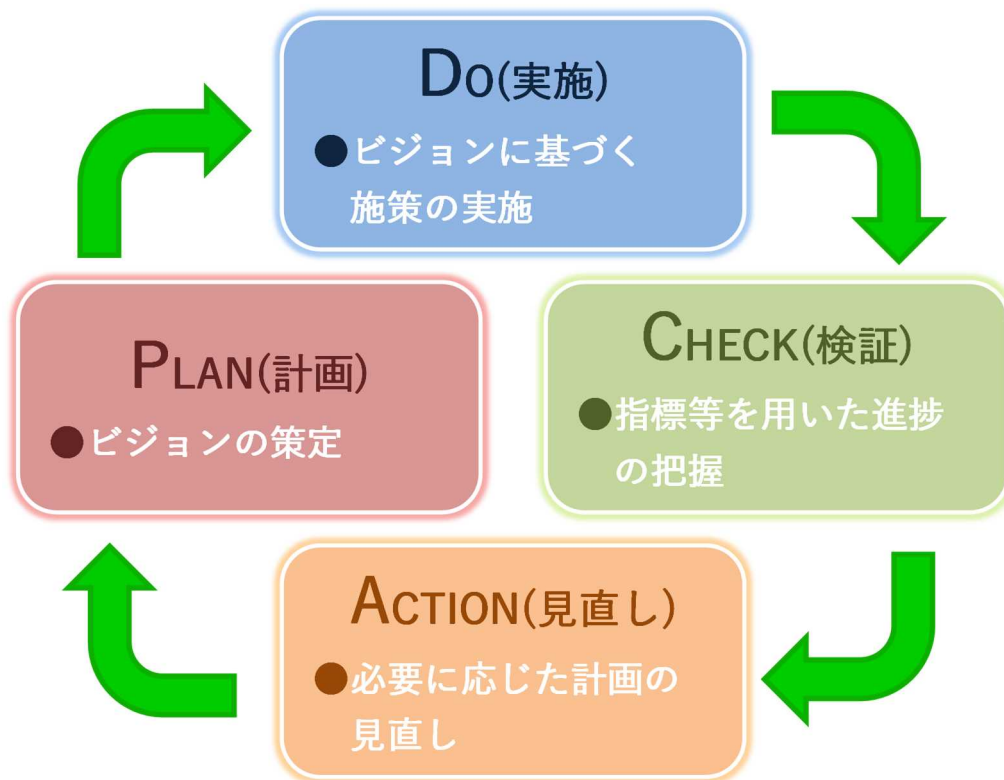 DO(実施)
●ビジョンに基づく
施策の実施
PLAN(計画)
●ビジョンの策定
CHECK(検証)
●指標等を用いた進捗
の把握
ACTION(見直し)
●必要に応じた計画の
見直し